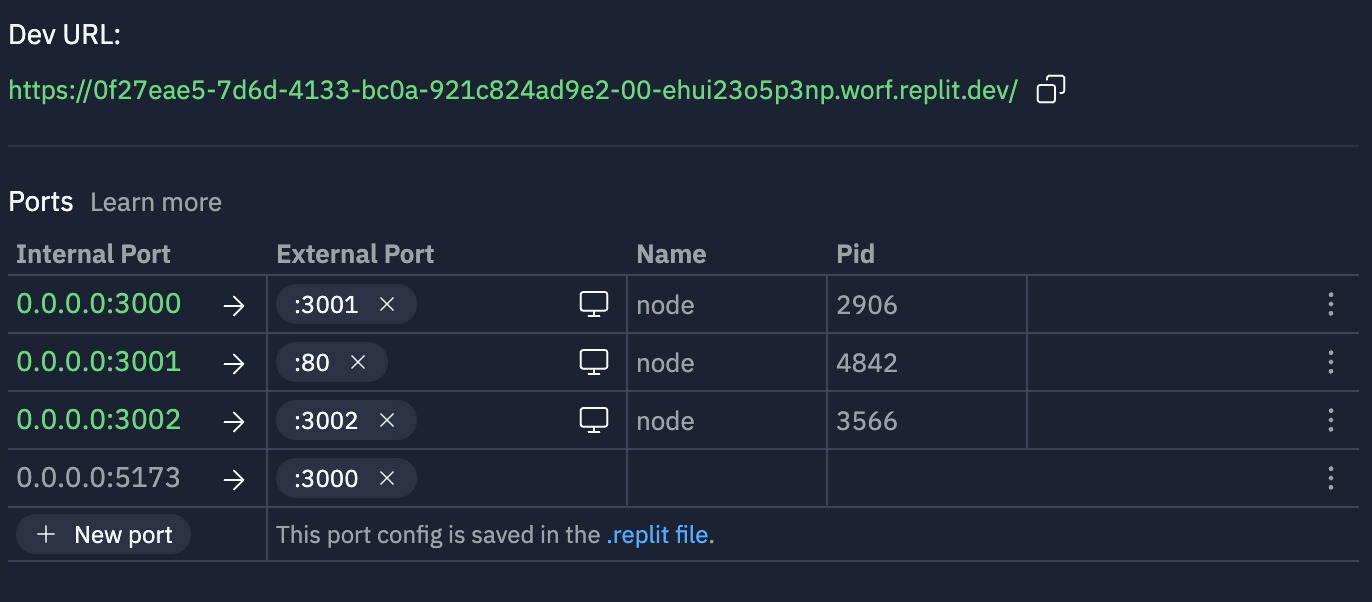 Dev URL:
https://0f27eae5-7d6d-4133-bc0a-921c824ad9e2-00-ehui23o5p3np.worf.replit.dev/
Ports Learn more
Internal Port External Port Name Pid
0.0.0.0:3000 → :3001 × node 2906
0.0.0.0:3001 → :80 × node 4842
0.0.0.0:3002 → :3002 × node 3566
0.0.0.0:5173 → :3000 ×
+ New port This port config is saved in the .replit file.